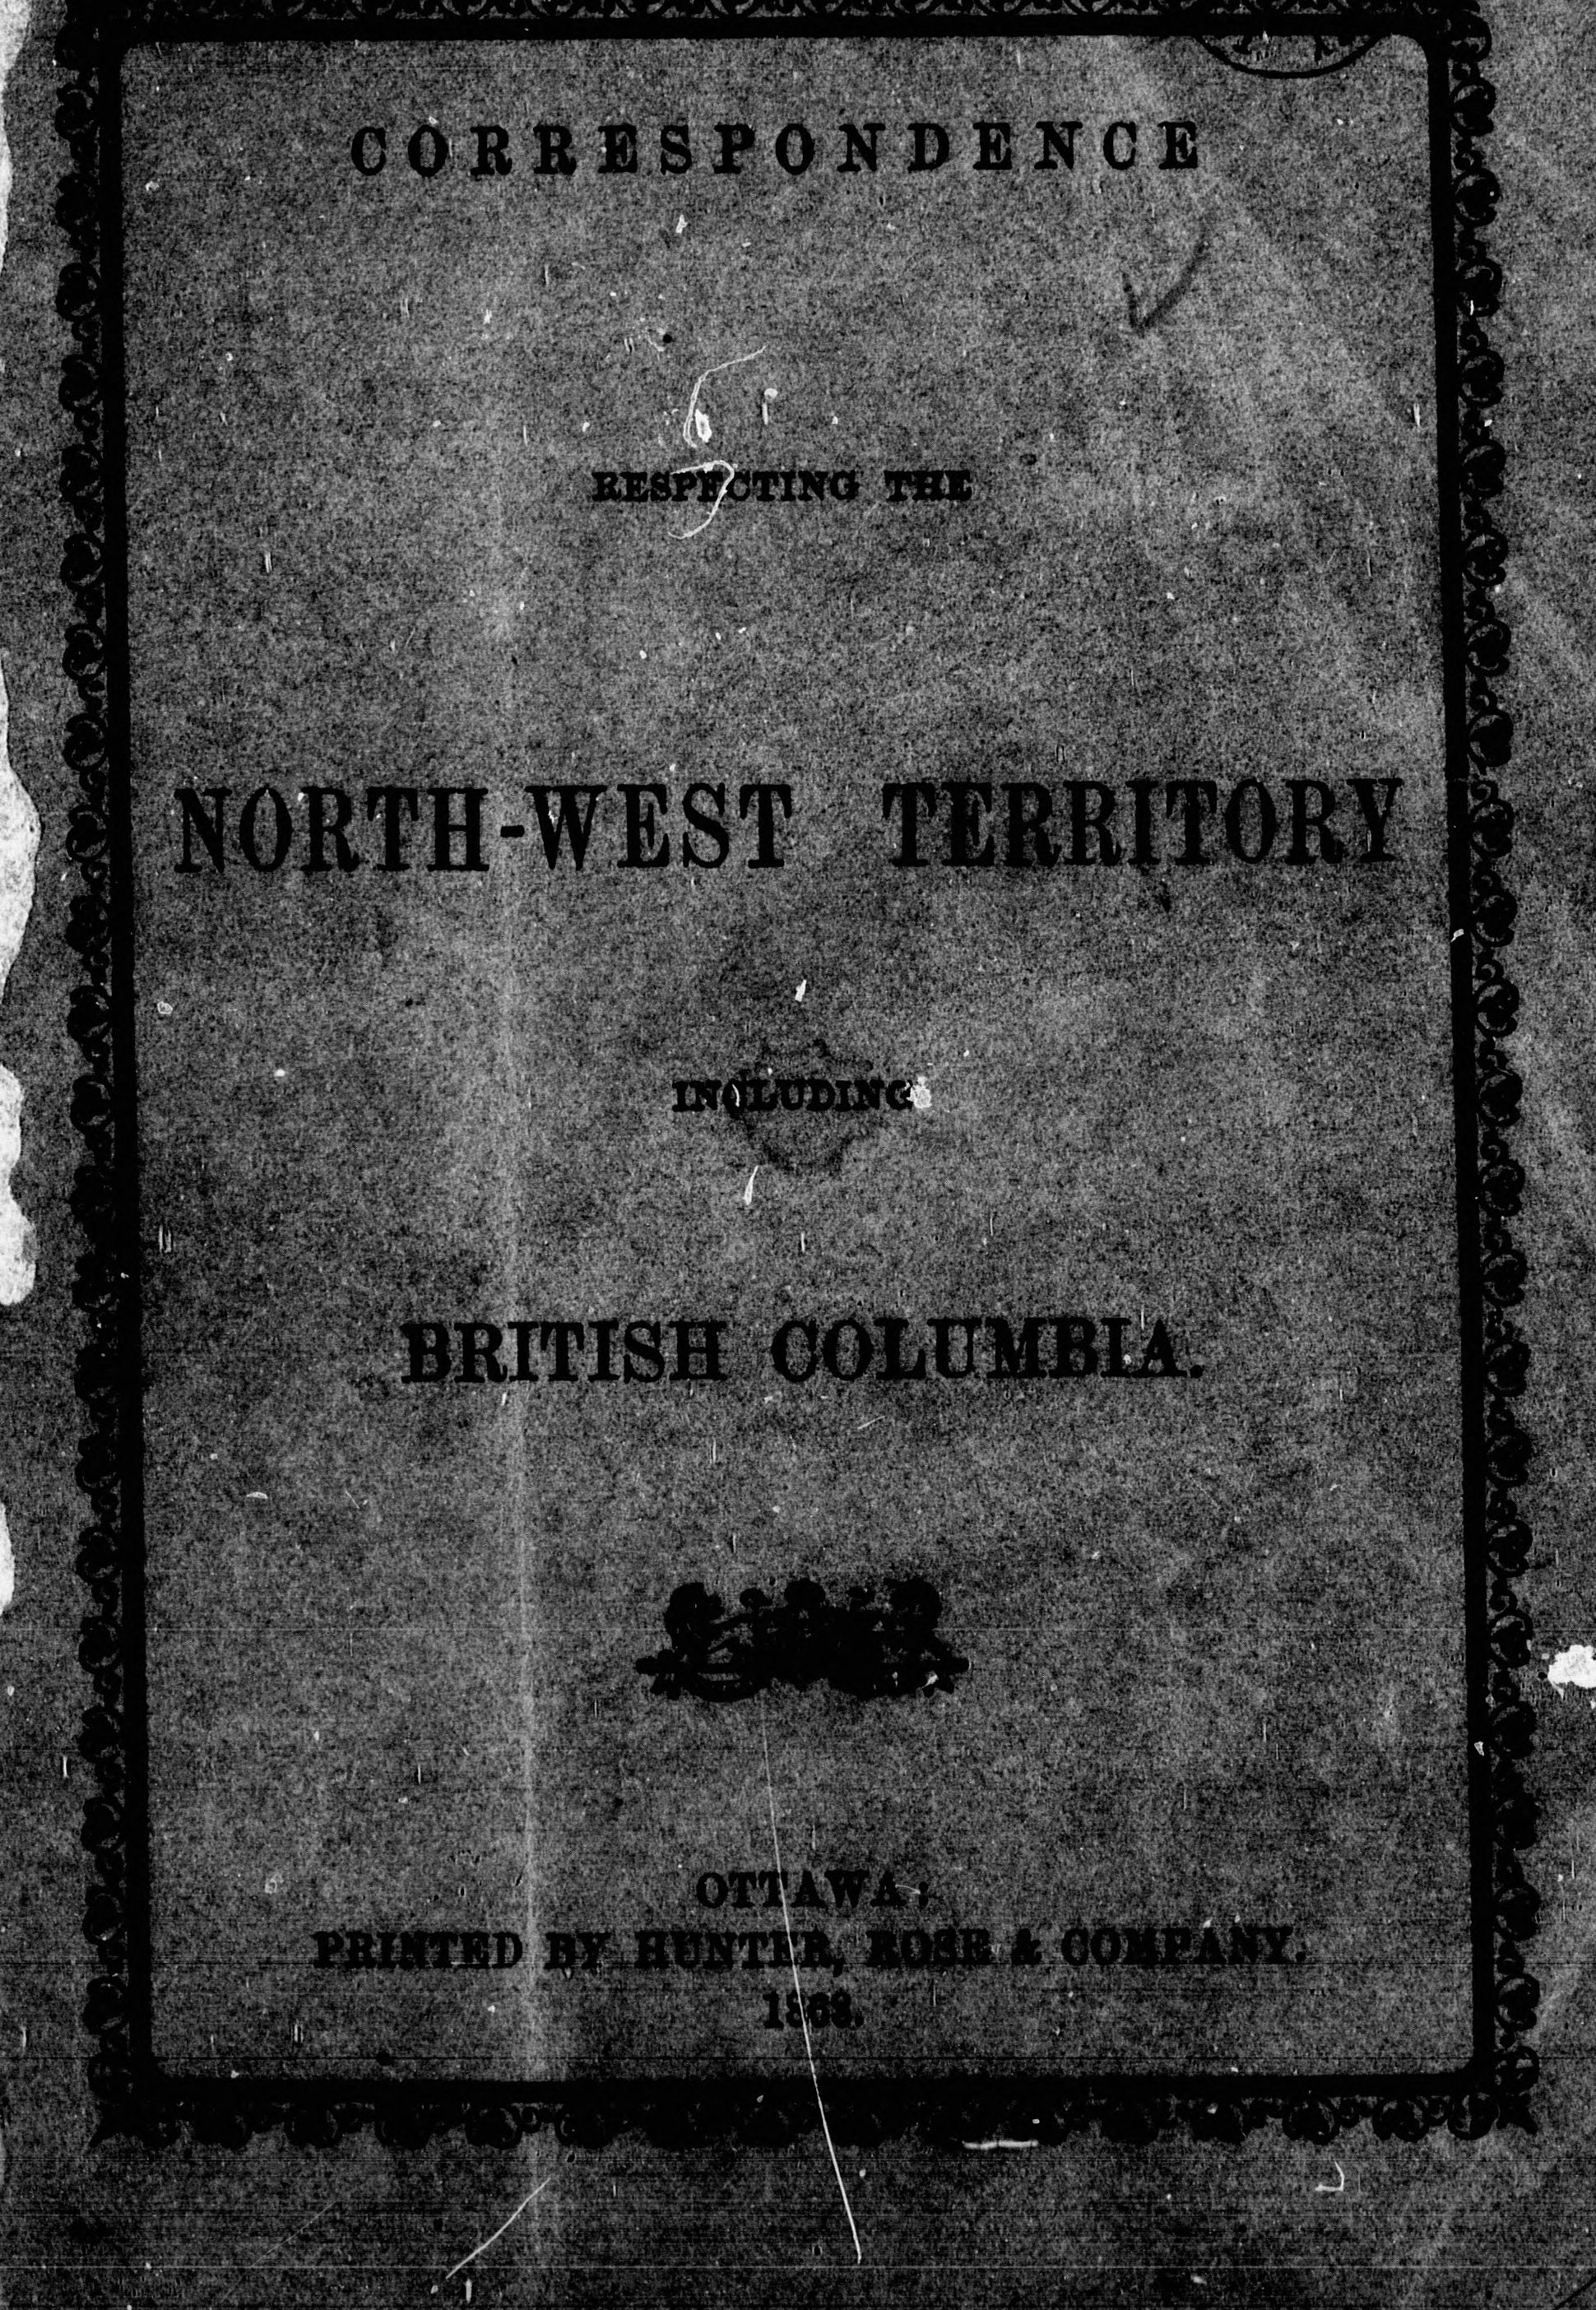 CORRESPONDENCE
RESPECTING THE
NORTH-WEST TERRITORY
INCLUDING
BRITISH COLUMBIA.
OTTAWA:
PRINTED BY HUNTER, ROSE & COMPANY.
1868.